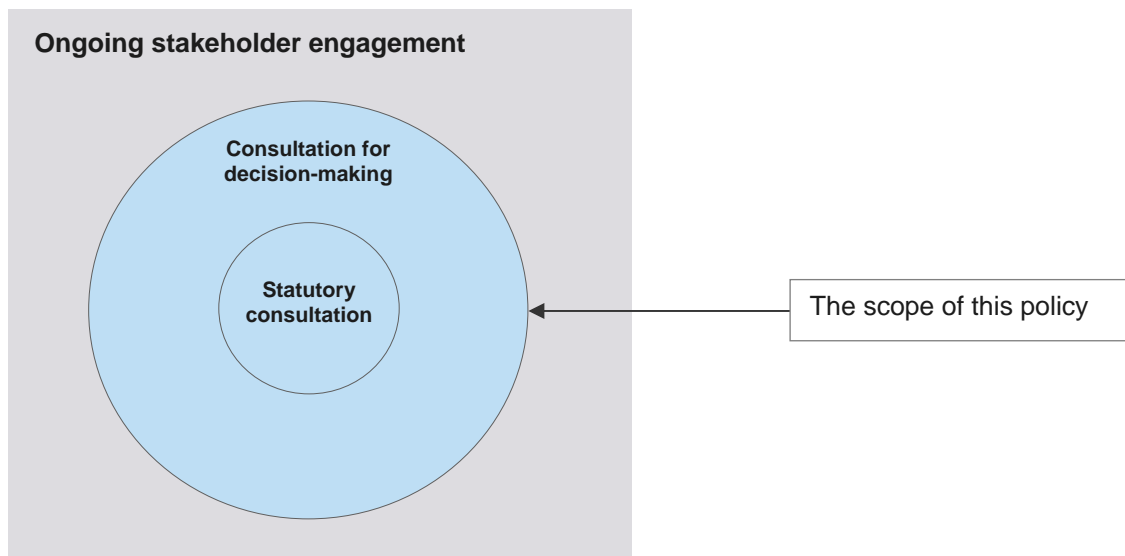 Ongoing stakeholder engagement
Consultation for
decision-making
Statutory
consultation
The scope of this policy